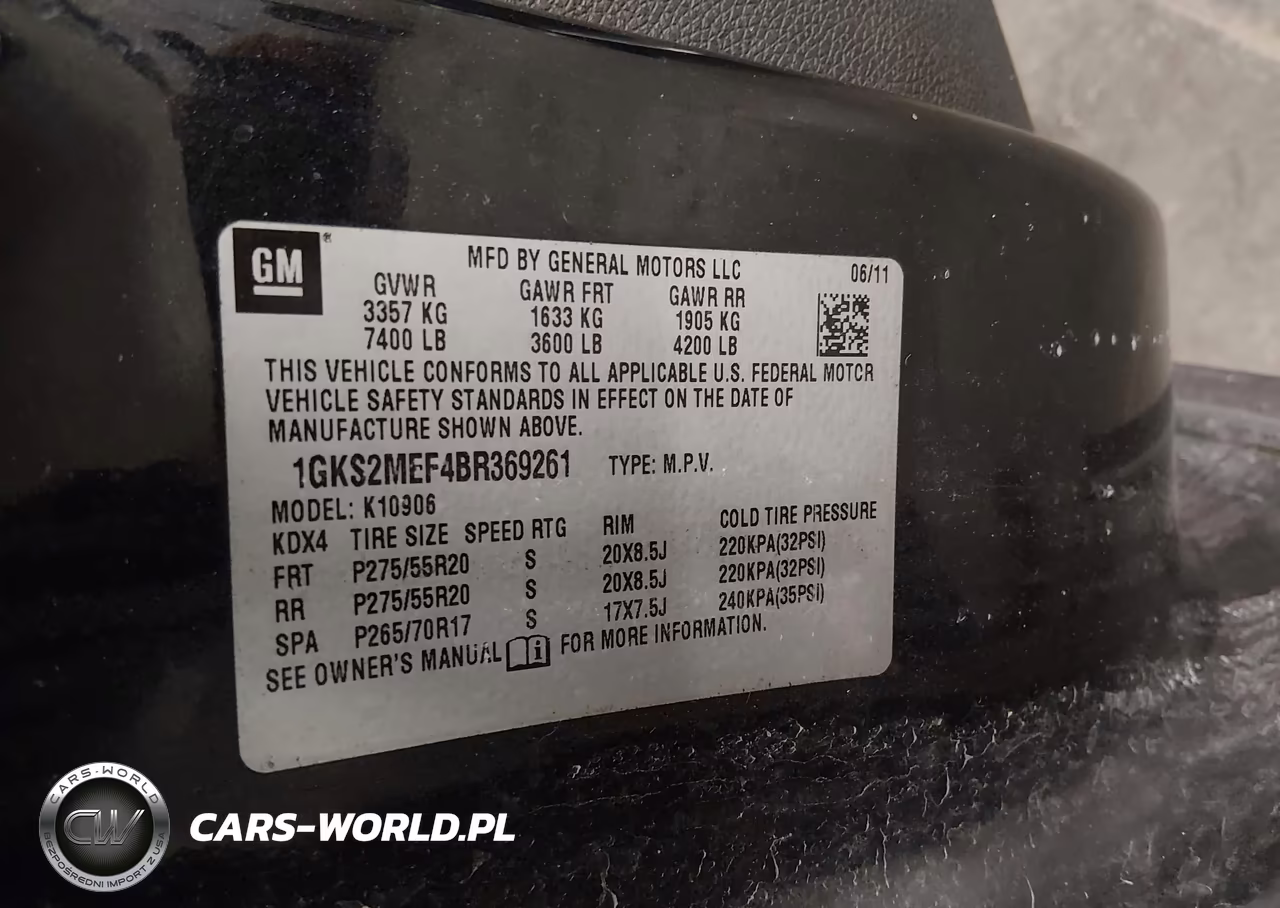 GM®
MFD BY GENERAL MOTORS LLC 06/11
GVWR GAWR FRT GAWR RR
3357 KG 1633 KG 1905 KG
7400 LB 3600 LB 4200 LB
THIS VEHICLE CONFORMS TO ALL APPLICABLE U.S. FEDERAL MOTOR
VEHICLE SAFETY STANDARDS IN EFFECT ON THE DATE OF
MANUFACTURE SHOWN ABOVE.
1GKS2MEF4BR369261 TYPE: M.P.V.
MODEL: K10906
KDX4 TIRE SIZE SPEED RTG RIM COLD TIRE PRESSURE
FRT P275/55R20 S 20X8.5J 220KPA(32PSI)
RR P275/55R20 S 20X8.5J 220KPA(32PSI)
SPA P265/70R17 S 17X7.5J 240KPA(35PSI)
SEE OWNER'S MANUAL i FOR MORE INFORMATION.
CARS-WORLD
CW
BEZPOŚREDNI IMPORT Z USA
CARS-WORLD.PL